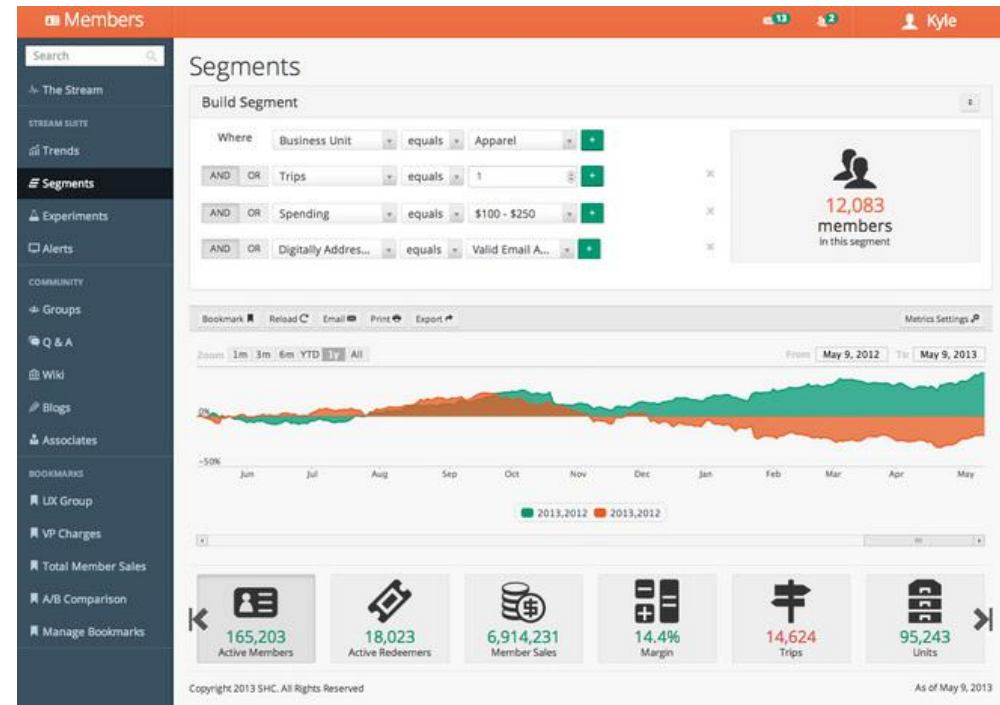 Members
13
2
Kyle
Search
The Stream
STREAM SUITE
Trends
Segments
Experiments
Alerts
COMMUNITY
Groups
Q & A
Wiki
Blogs
Associates
BOOKMARKS
UX Group
VP Charges
Total Member Sales
A/B Comparison
Manage Bookmarks
Segments
Build Segment
Where Business Unit equals Apparel +
AND OR Trips equals 1 +
AND OR Spending equals $100 - $250 +
AND OR Digitally Addres... equals Valid Email A... +
12,083
members
in this segment
Bookmark Reload Email Print Export Metrics Settings
Zoom 1m 3m 6m YTD 1y All From May 9, 2012 To May 9, 2013
0%
-50%
Jun Jul Aug Sep Oct Nov Dec Jan Feb Mar Apr May
2013,2012 2013,2012
165,203 18,023 6,914,231 14.4% 14,624 95,243
Active Members Active Redeemers Member Sales Margin Trips Units
Copyright 2013 SHC. All Rights Reserved As of May 9, 2013